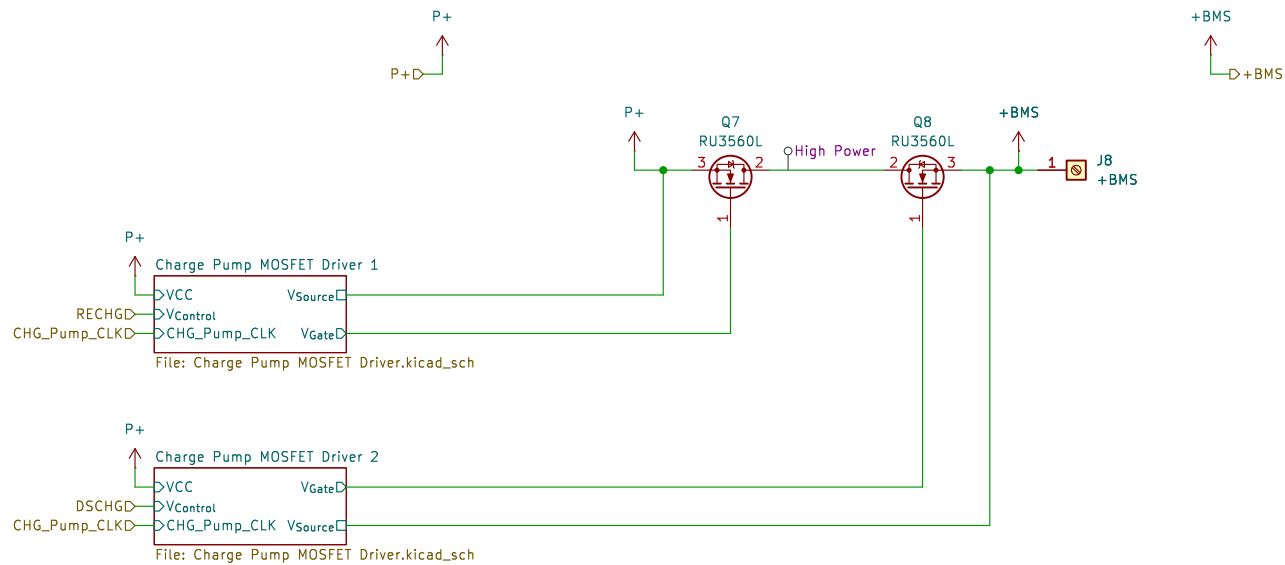 P+
+BMS
P+
+BMS
P+
Q7
RU3560L
Q8
RU3560L
+BMS
3
2
High Power
2
3
1
J8
+BMS
1
1
P+
Charge Pump MOSFET Driver 1
VCC
VSource
RECHG
VControl
CHG_Pump_CLK
CHG_Pump_CLK
VGate
File: Charge Pump MOSFET Driver.kicad_sch
P+
Charge Pump MOSFET Driver 2
VCC
VGate
DSCHG
VControl
CHG_Pump_CLK
CHG_Pump_CLK
VSource
File: Charge Pump MOSFET Driver.kicad_sch